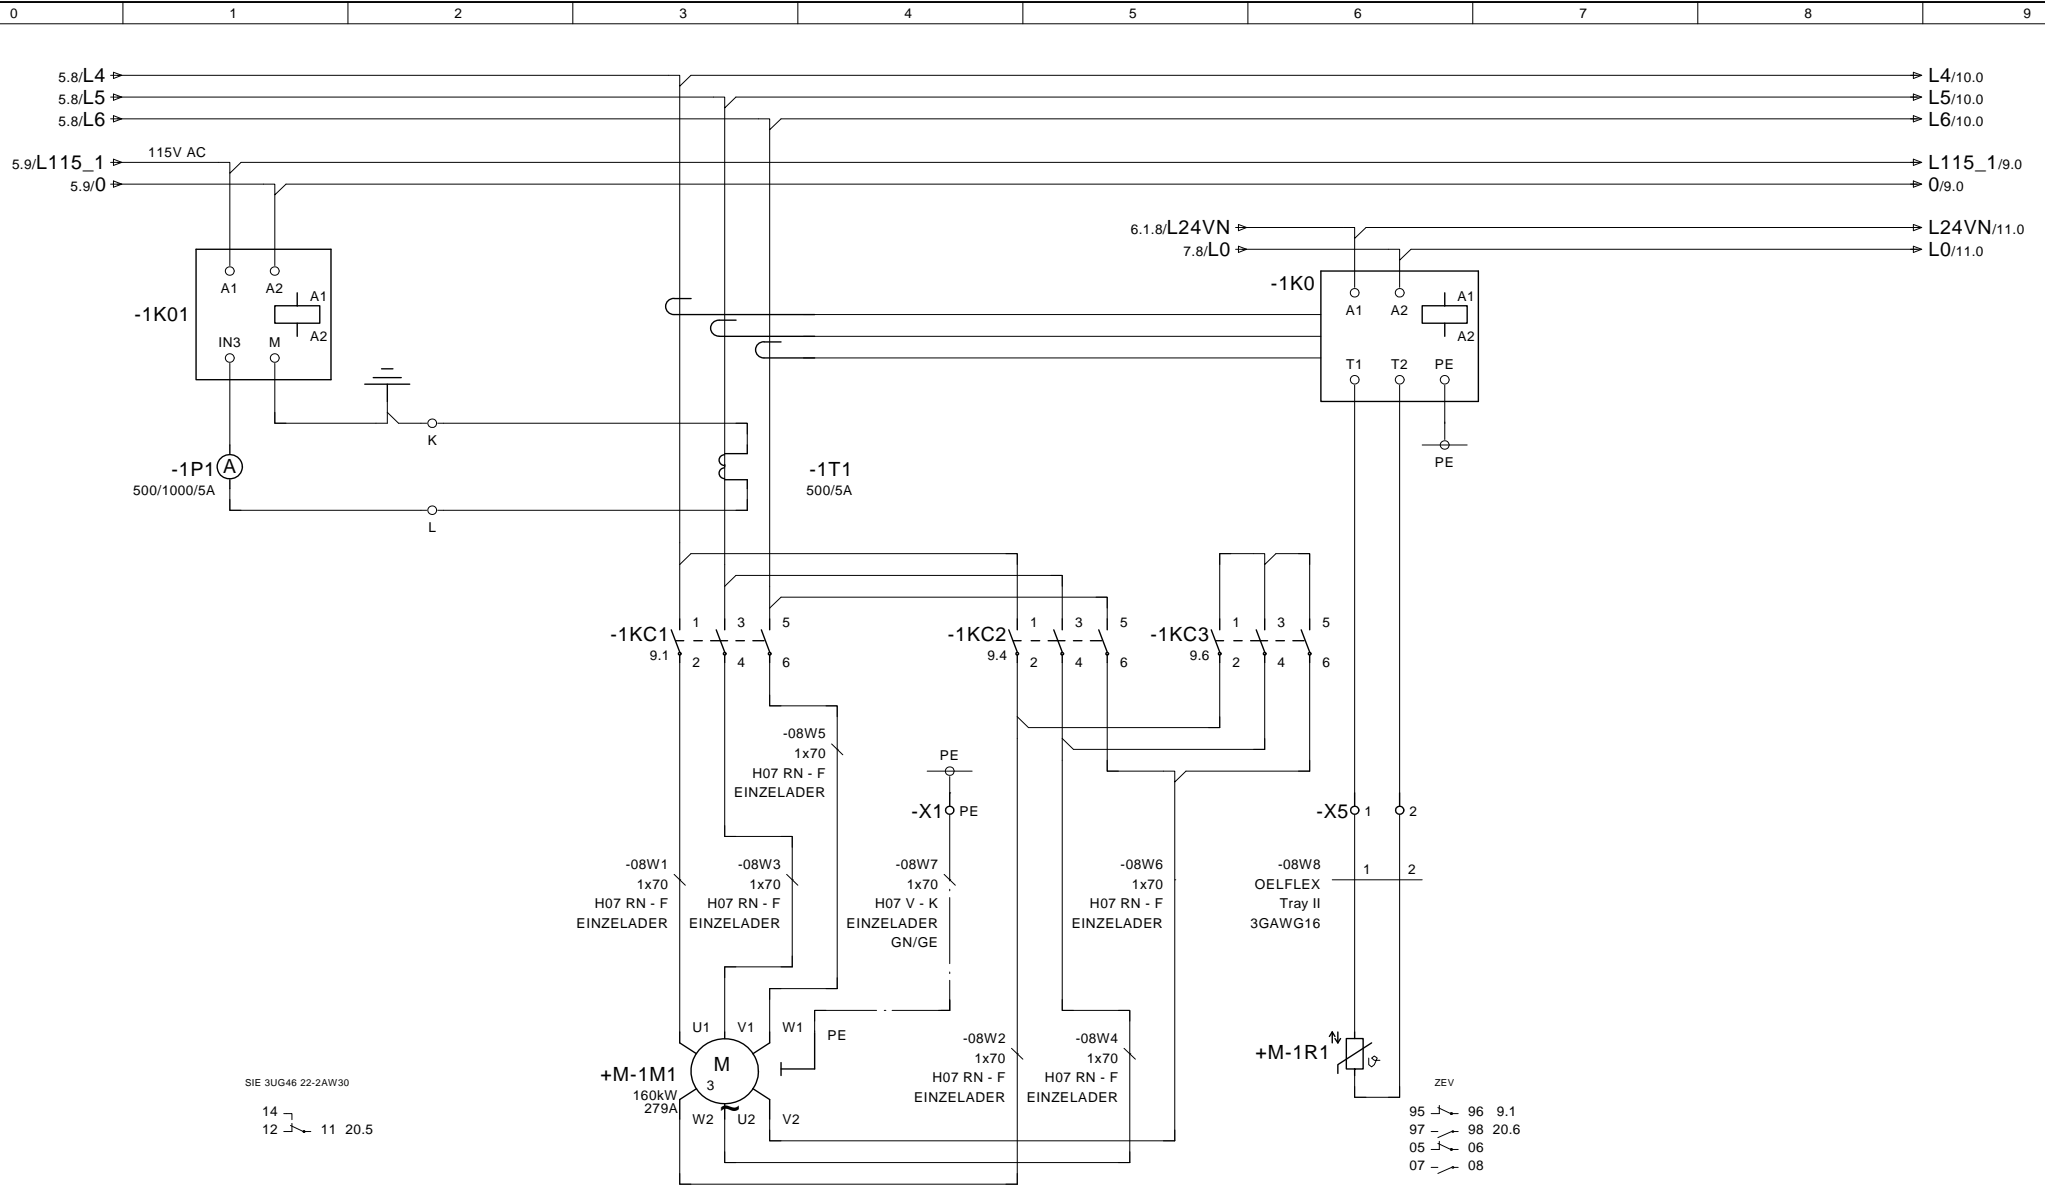 0 1 2 3 4 5 6 7 8 9
5.8/L4 L4/10.0
5.8/L5 L5/10.0
5.8/L6 L6/10.0
5.9/L115_1 115V AC L115_1/9.0
5.9/0 0/9.0
6.1.8/L24VN L24VN/11.0
7.8/L0 L0/11.0
-1K01
A1 A2
A1
A2
IN3 M
-1K0
A1 A2
A1
A2
T1 T2 PE
PE
K
-1P1 A
500/1000/5A
-1T1
500/5A
L
-1KC1 1 3 5
9.1 2 4 6
-1KC2 1 3 5
9.4 2 4 6
-1KC3 1 3 5
9.6 2 4 6
-08W5
1x70
H07 RN - F
EINZELADER
PE
-X1 PE
-X5 1 2
-08W1
1x70
H07 RN - F
EINZELADER
-08W3
1x70
H07 RN - F
EINZELADER
-08W7
1x70
H07 V - K
EINZELADER
GN/GE
-08W6
1x70
H07 RN - F
EINZELADER
-08W8 1 2
OELFLEX
Tray II
3GAWG16
U1 V1 W1 PE
+M-1M1
160kW
279A
M
3
~
W2 U2 V2
-08W2
1x70
H07 RN - F
EINZELADER
-08W4
1x70
H07 RN - F
EINZELADER
+M-1R1 ϑ
SIE 3UG46 22-2AW30
14
12 11 20.5
ZEV
95 96 9.1
97 98 20.6
05 06
07 08